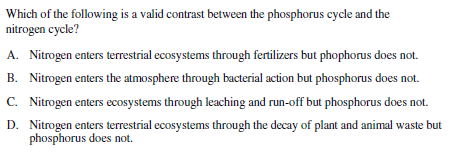 Which of the following is a valid contrast between the phosphorus cycle and the
nitrogen cycle?
A. Nitrogen enters terrestrial ecosystems through fertilizers but phophorus does not.
B. Nitrogen enters the atmosphere through bacterial action but phosphorus does not.
C. Nitrogen enters ecosystems through leaching and run-off but phosphorus does not.
D. Nitrogen enters terrestrial ecosystems through the decay of plant and animal waste but
phosphorus does not.